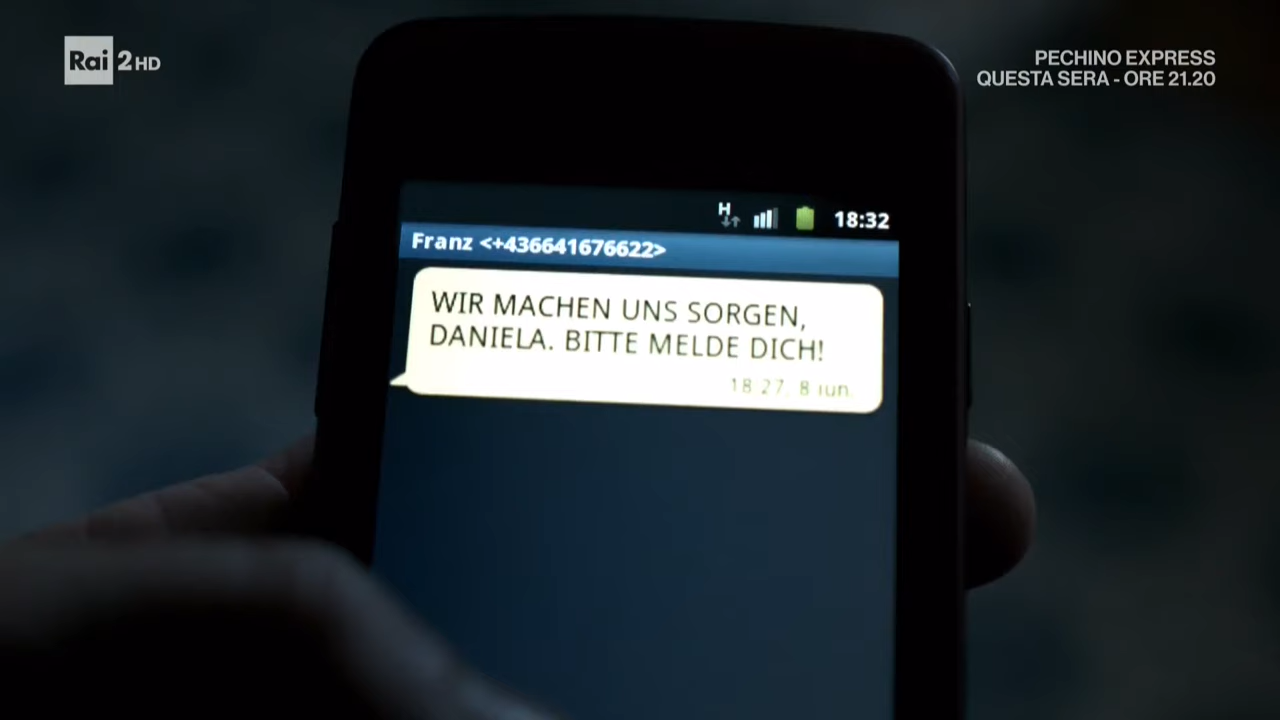 Rai 2HD
PECHINO EXPRESS
QUESTA SERA - ORE 21.20
H
18:32
Franz <+436641676622>
WIR MACHEN UNS SORGEN,
DANIELA. BITTE MELDE DICH!
18:27, 8 iun.